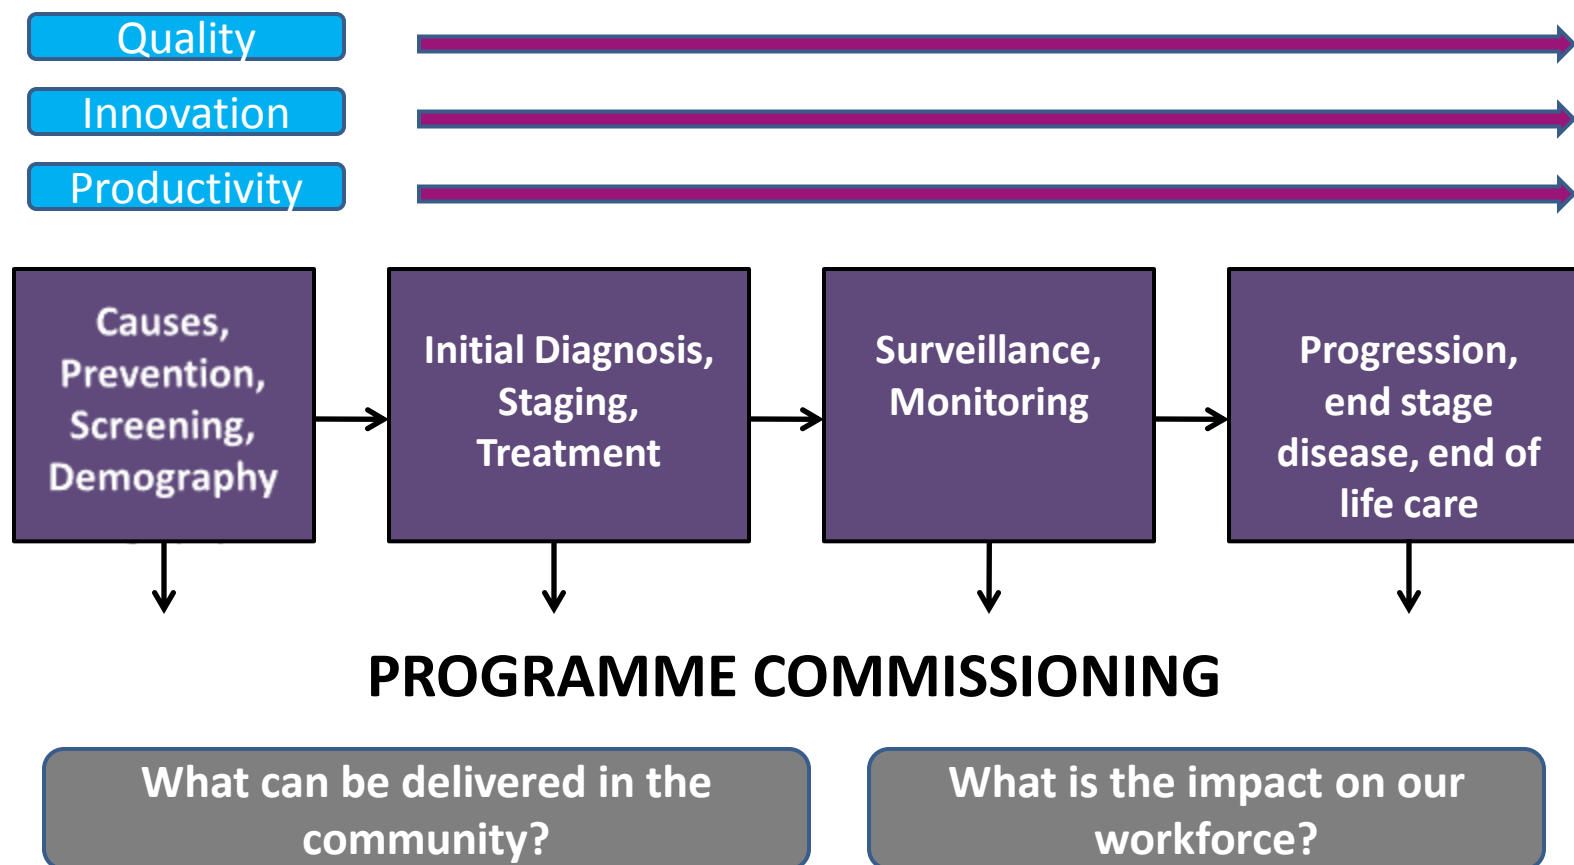 Quality
Innovation
Productivity
Causes,
Prevention,
Screening,
Demography
Initial Diagnosis,
Staging,
Treatment
Surveillance,
Monitoring
Progression,
end stage
disease, end of
life care
PROGRAMME COMMISSIONING
What can be delivered in the
community?
What is the impact on our
workforce?